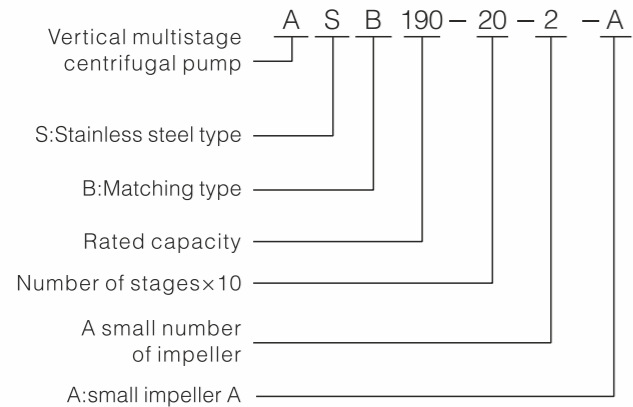 A S B 190 – 20 – 2 – A
Vertical multistage
centrifugal pump
S:Stainless steel type
B:Matching type
Rated capacity
Number of stages×10
A small number
of impeller
A:small impeller A